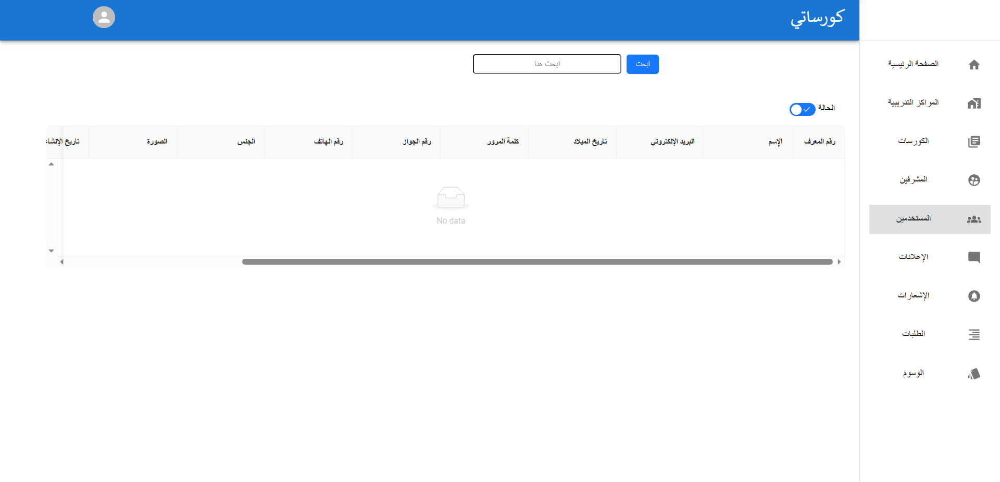 كورساتي
الصفحة الرئيسية
المراكز التدريبية
الكورسات
المشرفين
المستخدمين
الإعلانات
الإشعارات
الطلبات
الوسوم
ابحث
ابحث هنا
الحالة
رقم المعرف
الإسم
البريد الإلكتروني
تاريخ الميلاد
كلمة المرور
رقم الجواز
رقم الهاتف
الجنس
الصورة
تاريخ الإنشاء
No data